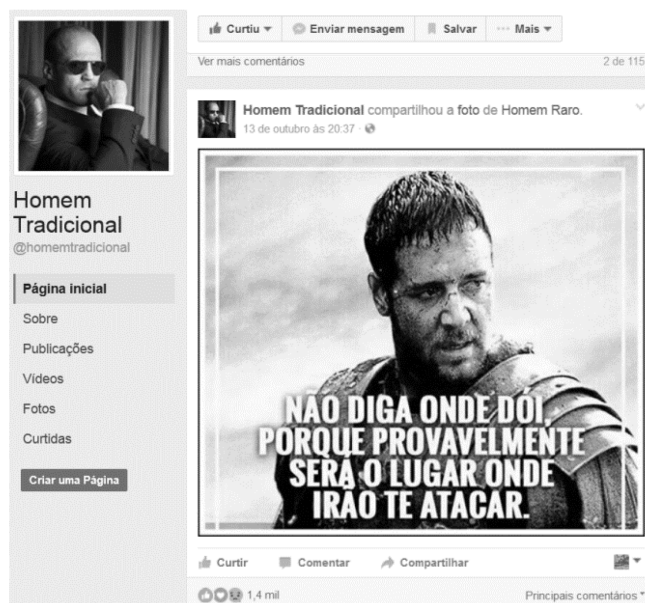 Curtiu
Enviar mensagem
Salvar
Mais
Ver mais comentários
2 de 115
Homem Tradicional compartilhou a foto de Homem Raro.
13 de outubro às 20:37
Homem
Tradicional
@homemtradicional
Página inicial
Sobre
Publicações
Vídeos
Fotos
Curtidas
Criar uma Página
NÃO DIGA ONDE DÓI,
PORQUE PROVAVELMENTE
SERÁ O LUGAR ONDE
IRÃO TE ATACAR.
Curtir
Comentar
Compartilhar
1,4 mil
Principais comentários